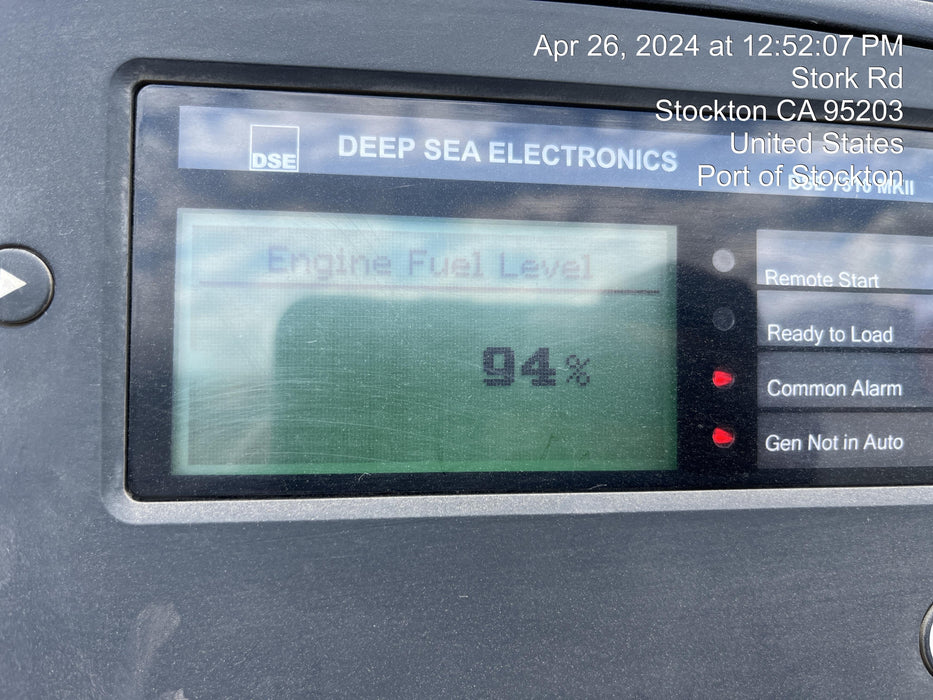 Apr 26, 2024 at 12:52:07 PM
Stork Rd
Stockton CA 95203
United States
Port of Stockton
DSE
DEEP SEA ELECTRONICS
MKII
Engine Fuel Level
94%
Remote Start
Ready to Load
Common Alarm
Gen Not in Auto